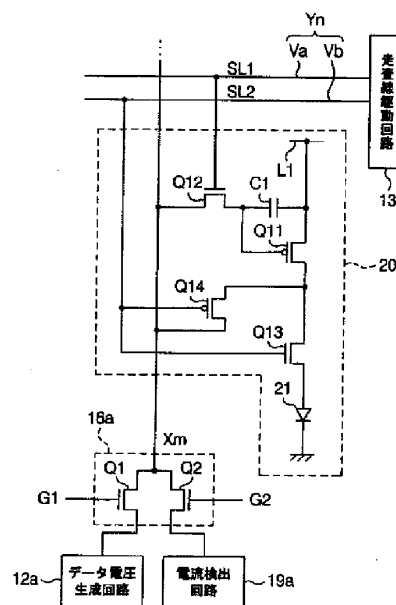 Yn
Va Vb
SL1
SL2
走査線駆動回路
13
L1
C1
Q12
Q11
20
Q14
Q13
21
16a
Xm
Q1 Q2
G1 G2
データ電圧
生成回路
12a
電流検出
回路
19a